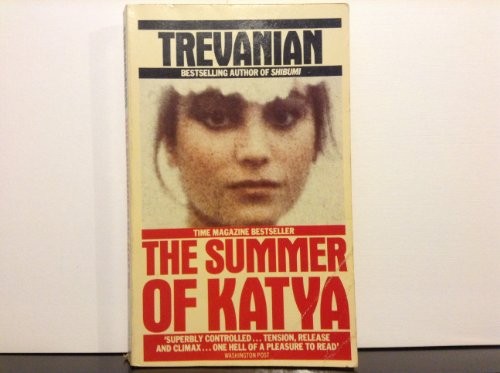 TREVANIAN
BESTSELLING AUTHOR OF SHIBUMI
TIME MAGAZINE BESTSELLER
THE SUMMER
OF KATYA
'SUPERBLY CONTROLLED... TENSION, RELEASE
AND CLIMAX... ONE HELL OF A PLEASURE TO READ'
WASHINGTON POST